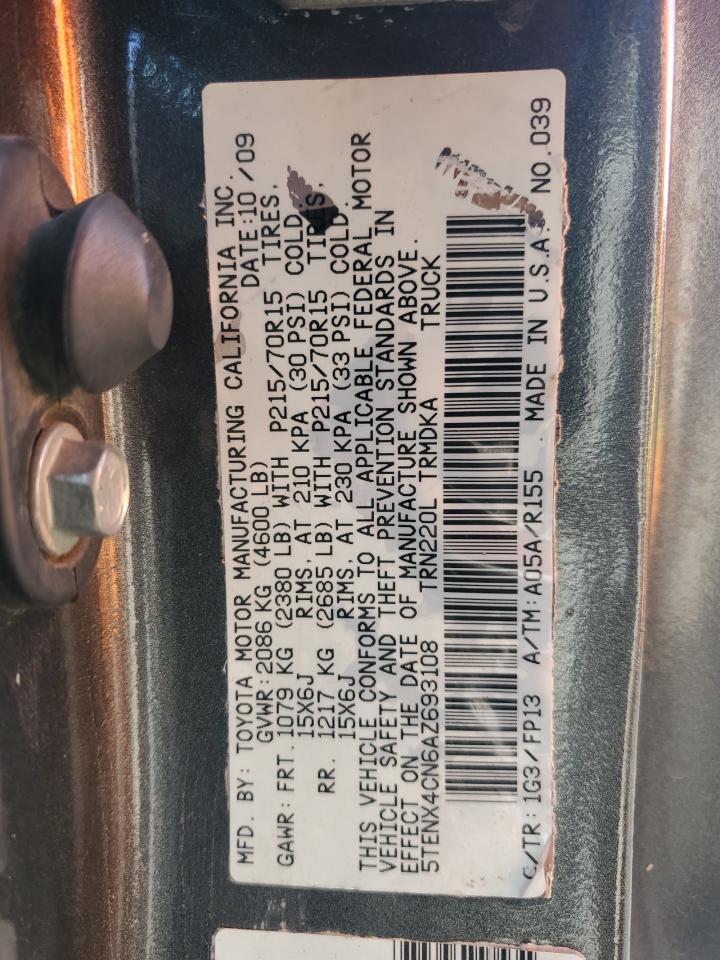 MFD. BY: TOYOTA MOTOR MANUFACTURING CALIFORNIA INC.
GVWR: 2086 KG (4600 LB) DATE: 10 /09
GAWR: FRT. 1079 KG (2380 LB) WITH P215/70R15 TIRES,
15X6J RIMS, AT 210 KPA (30 PSI) COLD.
RR. 1217 KG (2685 LB) WITH P215/70R15 TIRES,
15X6J RIMS, AT 230 KPA (33 PSI) COLD.
THIS VEHICLE CONFORMS TO ALL APPLICABLE FEDERAL MOTOR
VEHICLE SAFETY AND THEFT PREVENTION STANDARDS IN
EFFECT ON THE DATE OF MANUFACTURE SHOWN ABOVE.
5TENX4CN6AZ693108 TRN220L TRMDKA TRUCK
C/TR: 1G3/FP13 A/TM: A05A/R155 . MADE IN U.S.A. NO. 039